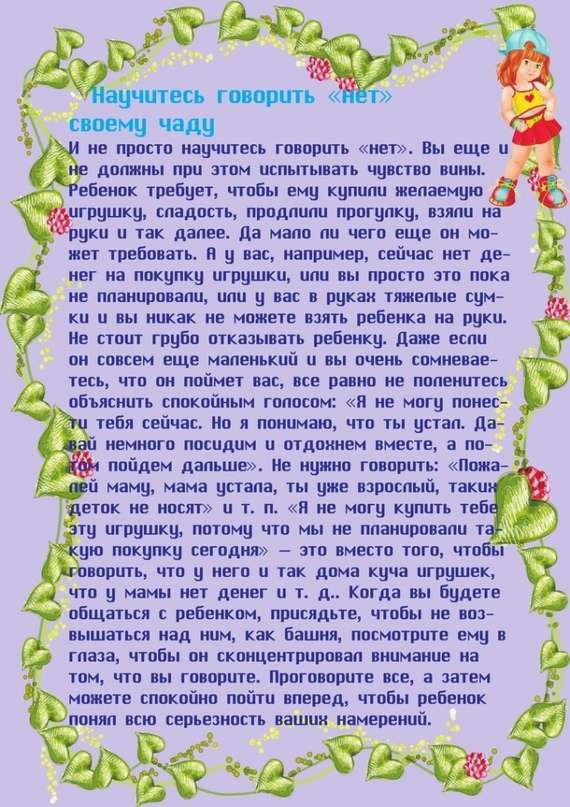 Научитесь говорить «нет»
своему чаду
И не просто научитесь говорить «нет». Вы еще и
не должны при этом испытывать чувство вины.
Ребенок требует, чтобы ему купили желаемую
игрушку, сладость, продлили прогулку, взяли на
руки и так далее. Да мало ли чего еще он мо-
жет требовать. А у вас, например, сейчас нет де-
нег на покупку игрушки, или вы просто это пока
не планировали, или у вас в руках тяжелые сум-
ки и вы никак не можете взять ребенка на руки.
Не стоит грубо отказывать ребенку. Даже если
он совсем еще маленький и вы очень сомневае-
тесь, что он поймет вас, все равно не поленитесь
объяснить спокойным голосом: «Я не могу понес-
ти тебя сейчас. Но я понимаю, что ты устал. Да-
вай немного посидим и отдохнем вместе, а по-
том пойдем дальше». Не нужно говорить: «Пожа-
лей маму, мама устала, ты уже взрослый, таких
деток не носят» и т. п. «Я не могу купить тебе
эту игрушку, потому что мы не планировали та-
кую покупку сегодня» — это вместо того, чтобы
говорить, что у него и так дома куча игрушек,
что у мамы нет денег и т. д.. Когда вы будете
общаться с ребенком, присядьте, чтобы не воз-
вышаться над ним, как башня, посмотрите ему в
глаза, чтобы он сконцентрировал внимание на
том, что вы говорите. Проговорите все, а затем
можете спокойно пойти вперед, чтобы ребенок
понял всю серьезность ваших намерений.